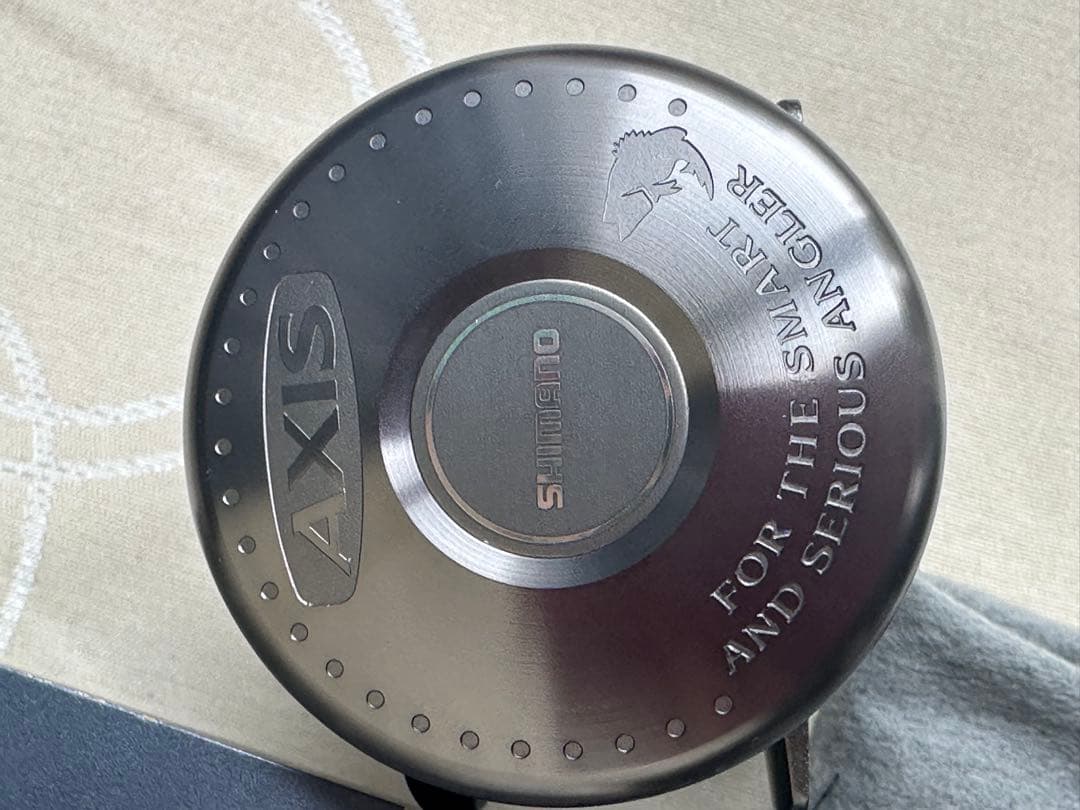 AXIS
SHIMANO
FOR THE SMART
AND SERIOUS ANGLER